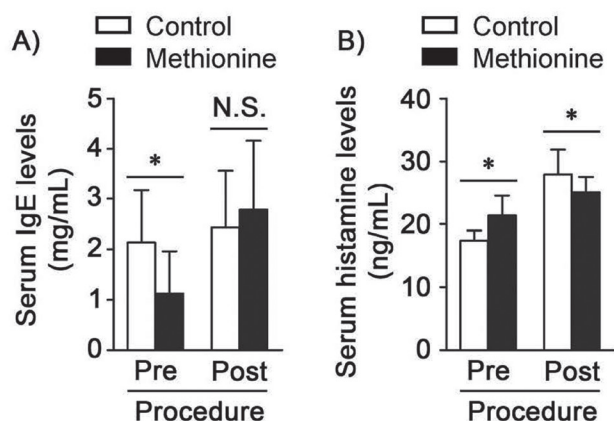 A)
Control
Methionine
Serum IgE levels
(mg/mL)
5
4
3
2
1
0
*
N.S.
Pre
Post
Procedure
B)
Control
Methionine
Serum histamine levels
(ng/mL)
40
30
20
10
0
*
*
Pre
Post
Procedure